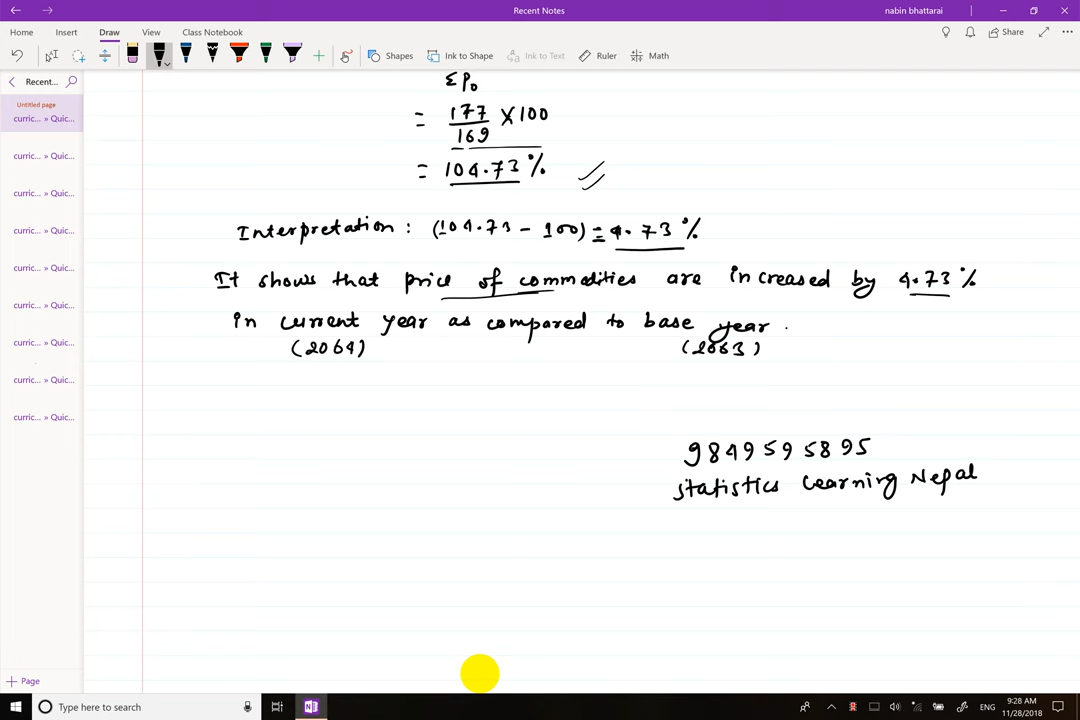 Recent Notes
nabin bhattarai
Home Insert Draw View Class Notebook
Share
Shapes Ink to Shape Ink to Text Ruler Math
Recent...
Untitled page
curric... » Quic...
curric... » Quic...
curric... » Quic...
curric... » Quic...
curric... » Quic...
curric... » Quic...
curric... » Quic...
curric... » Quic...
curric... » Quic...
ΣP₀
= 177/169 × 100
= 104.73 %
Interpretation : (104.73 - 100) = 4.73 %
It shows that price of commodities are increased by 4.73 %
in current year as compared to base year.
(2064) (2063)
9849595895
statistics Learning Nepal
+ Page
Type here to search
ENG
9:28 AM
11/28/2018